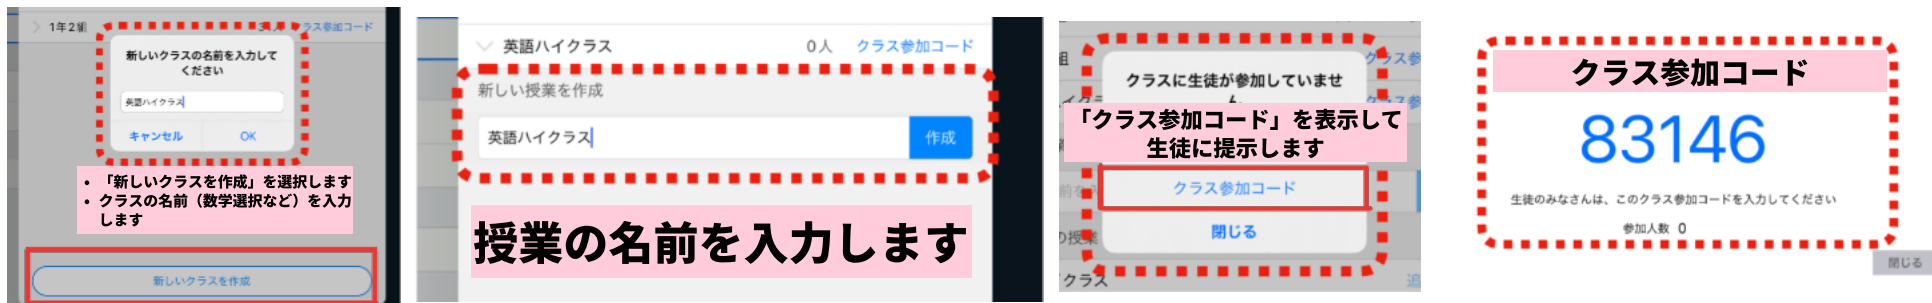 1年2組
クラス参加コード
新しいクラスの名前を入力して
ください
英語ハイクラス
キャンセル
OK
・「新しいクラスを作成」を選択します
・クラスの名前（数学選択など）を入力
します
新しいクラスを作成
英語ハイクラス
0人
クラス参加コード
新しい授業を作成
英語ハイクラス
作成
授業の名前を入力します
クラスに生徒が参加していませ
「クラス参加コード」を表示して
生徒に提示します
クラス参加コード
閉じる
の授業
クラス
追
クラス参加コード
83146
生徒のみなさんは、このクラス参加コードを入力してください
参加人数 0
閉じる